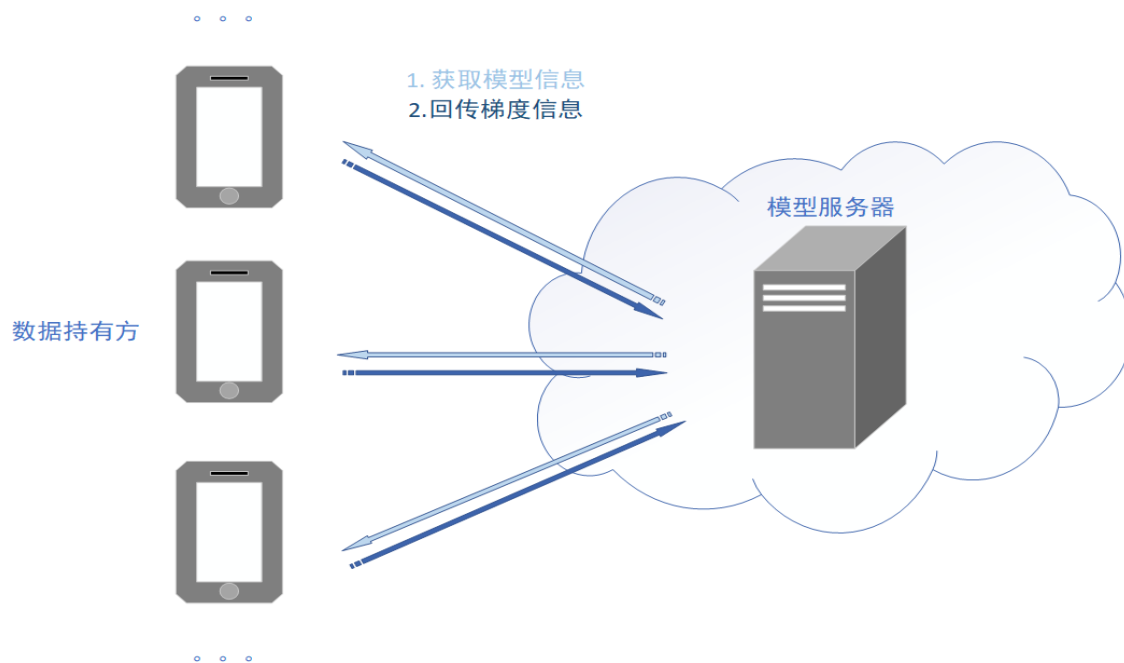 。 。 。
1. 获取模型信息
2.回传梯度信息
模型服务器
数据持有方
。 。 。